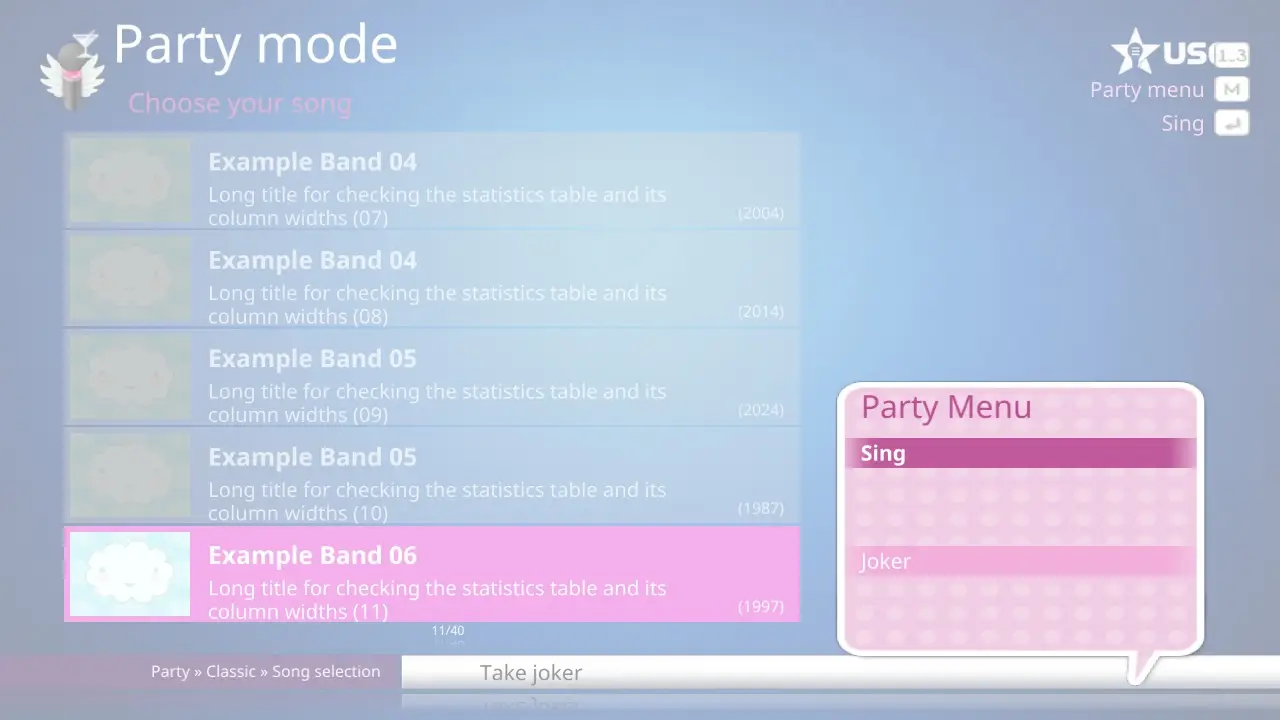 Party mode
Choose your song
US
1.3
Party menu M
Sing
Example Band 04
Long title for checking the statistics table and its
column widths (07)
(2004)
Example Band 04
Long title for checking the statistics table and its
column widths (08)
(2014)
Example Band 05
Long title for checking the statistics table and its
column widths (09)
(2024)
Example Band 05
Long title for checking the statistics table and its
column widths (10)
(1987)
Example Band 06
Long title for checking the statistics table and its
column widths (11)
(1997)
11/40
Party Menu
Sing
Joker
Party » Classic » Song selection
Take joker